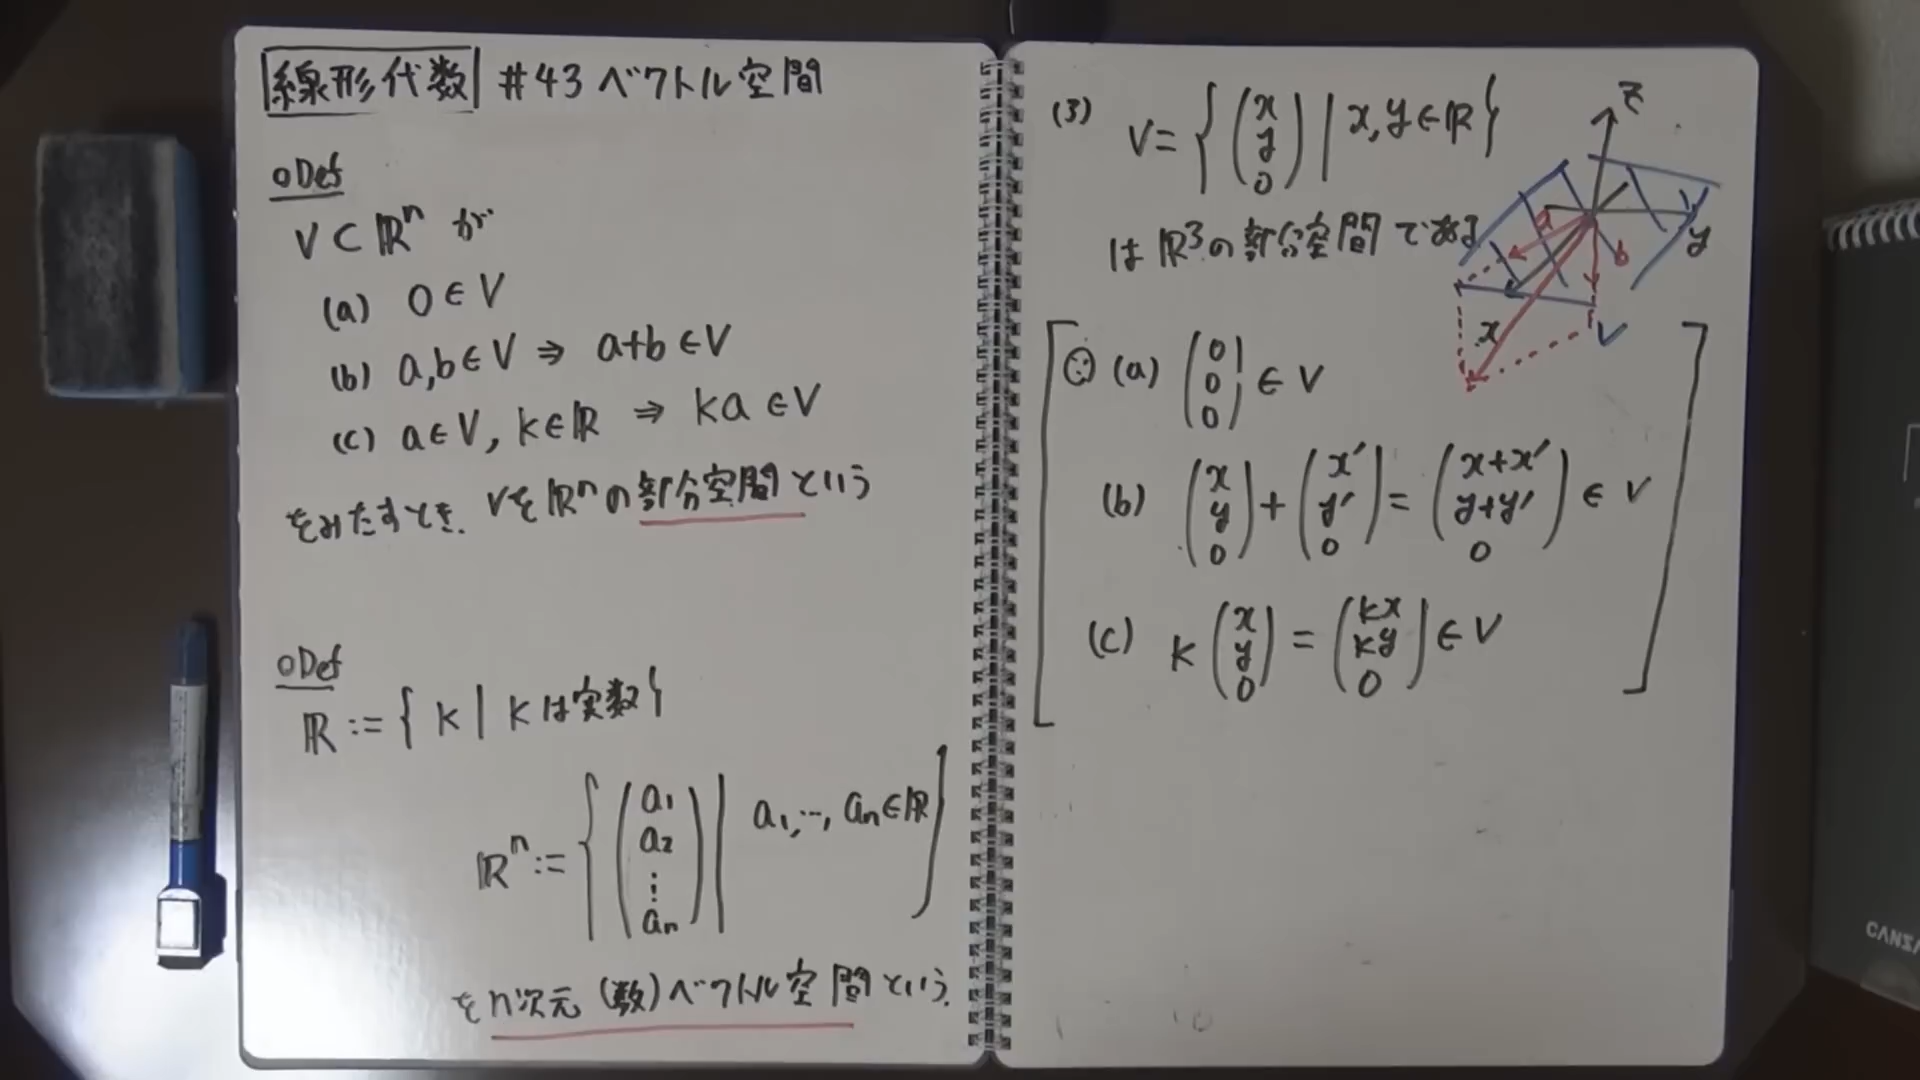 線形代数 #43 ベクトル空間
○Def
V⊂ℝⁿ が
(a) 0∈V
(b) a,b∈V ⇒ a+b∈V
(c) a∈V, k∈ℝ ⇒ ka∈V
をみたすとき. Vをℝⁿの部分空間という
○Def
ℝ:={ k | kは実数}
ℝⁿ:={ (a₁ a₂ ⋮ aₙ) | a₁,…, aₙ∈ℝ}
をn次元 (数) ベクトル空間という.
(3) V={ (x y 0) | x,y∈ℝ}
はℝ³の部分空間である
z
y
x
a
b
V
∵ (a) (0 0 0) ∈ V
(b) (x y 0) + (x′ y′ 0) = (x+x′ y+y′ 0) ∈ V
(c) k (x y 0) = (kx ky 0) ∈ V